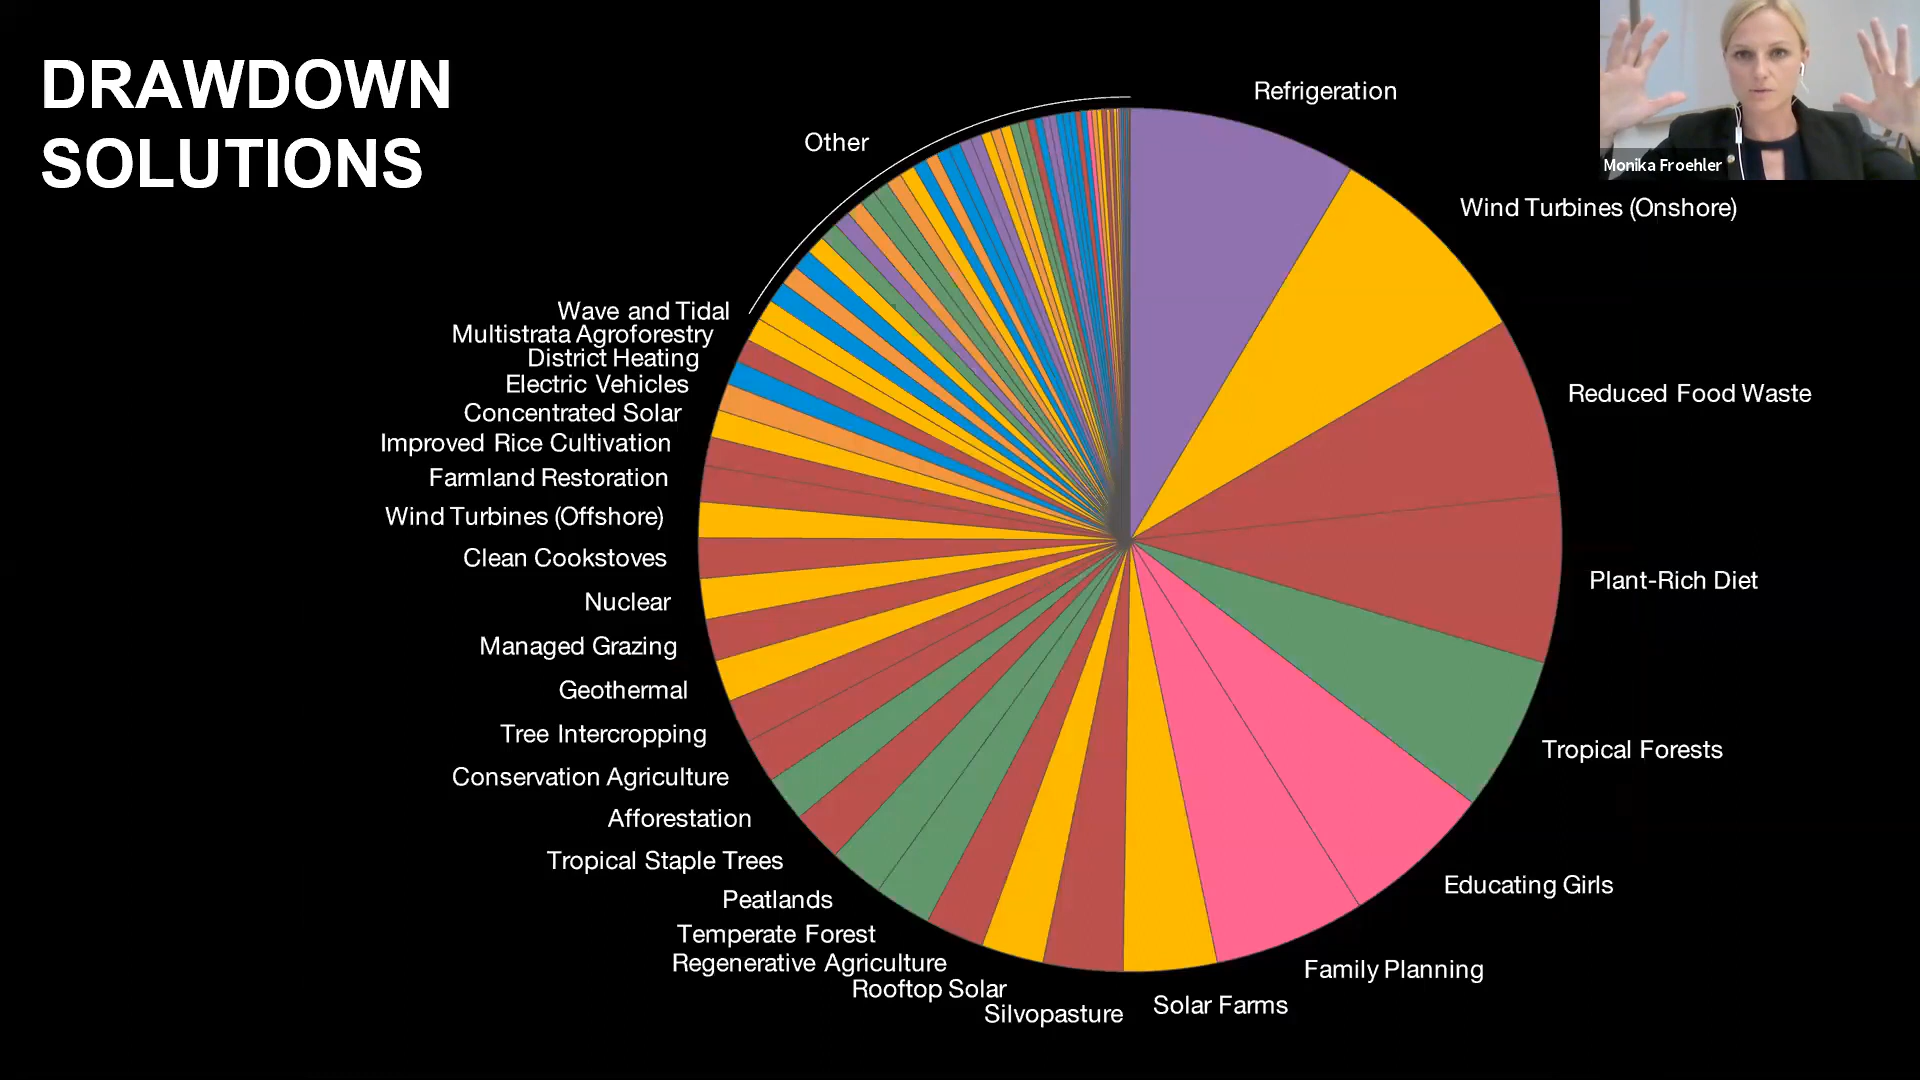 DRAWDOWN
SOLUTIONS
Monika Froehler
Refrigeration
Wind Turbines (Onshore)
Reduced Food Waste
Plant-Rich Diet
Tropical Forests
Educating Girls
Family Planning
Solar Farms
Silvopasture
Rooftop Solar
Regenerative Agriculture
Temperate Forest
Peatlands
Tropical Staple Trees
Afforestation
Conservation Agriculture
Tree Intercropping
Geothermal
Managed Grazing
Nuclear
Clean Cookstoves
Wind Turbines (Offshore)
Farmland Restoration
Improved Rice Cultivation
Concentrated Solar
Electric Vehicles
District Heating
Multistrata Agroforestry
Wave and Tidal
Other